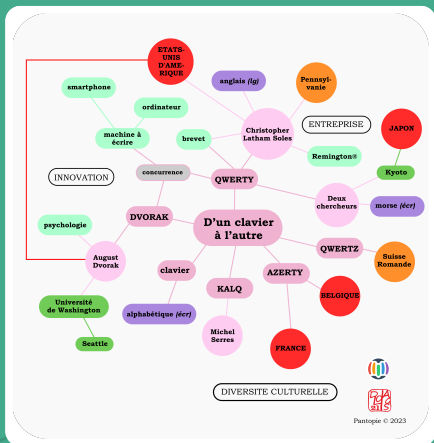 ETATS-
UNIS
D'AME-
RIQUE
smartphone
anglais (lg)
Pennsyl-
vanie
ordinateur
machine à
écrire
brevet
Christopher
Latham Soles
ENTREPRISE
JAPON
Remington®
INNOVATION
concurrence
QWERTY
Kyoto
Deux
chercheurs
morse (écr)
psychologie
DVORAK
D'un clavier
à l'autre
QWERTZ
August
Dvorak
clavier
AZERTY
Suisse
Romande
KALQ
BELGIQUE
Université
de Washington
alphabétique (écr)
Michel
Serres
Seattle
FRANCE
DIVERSITE CULTURELLE
Pantopie © 2023